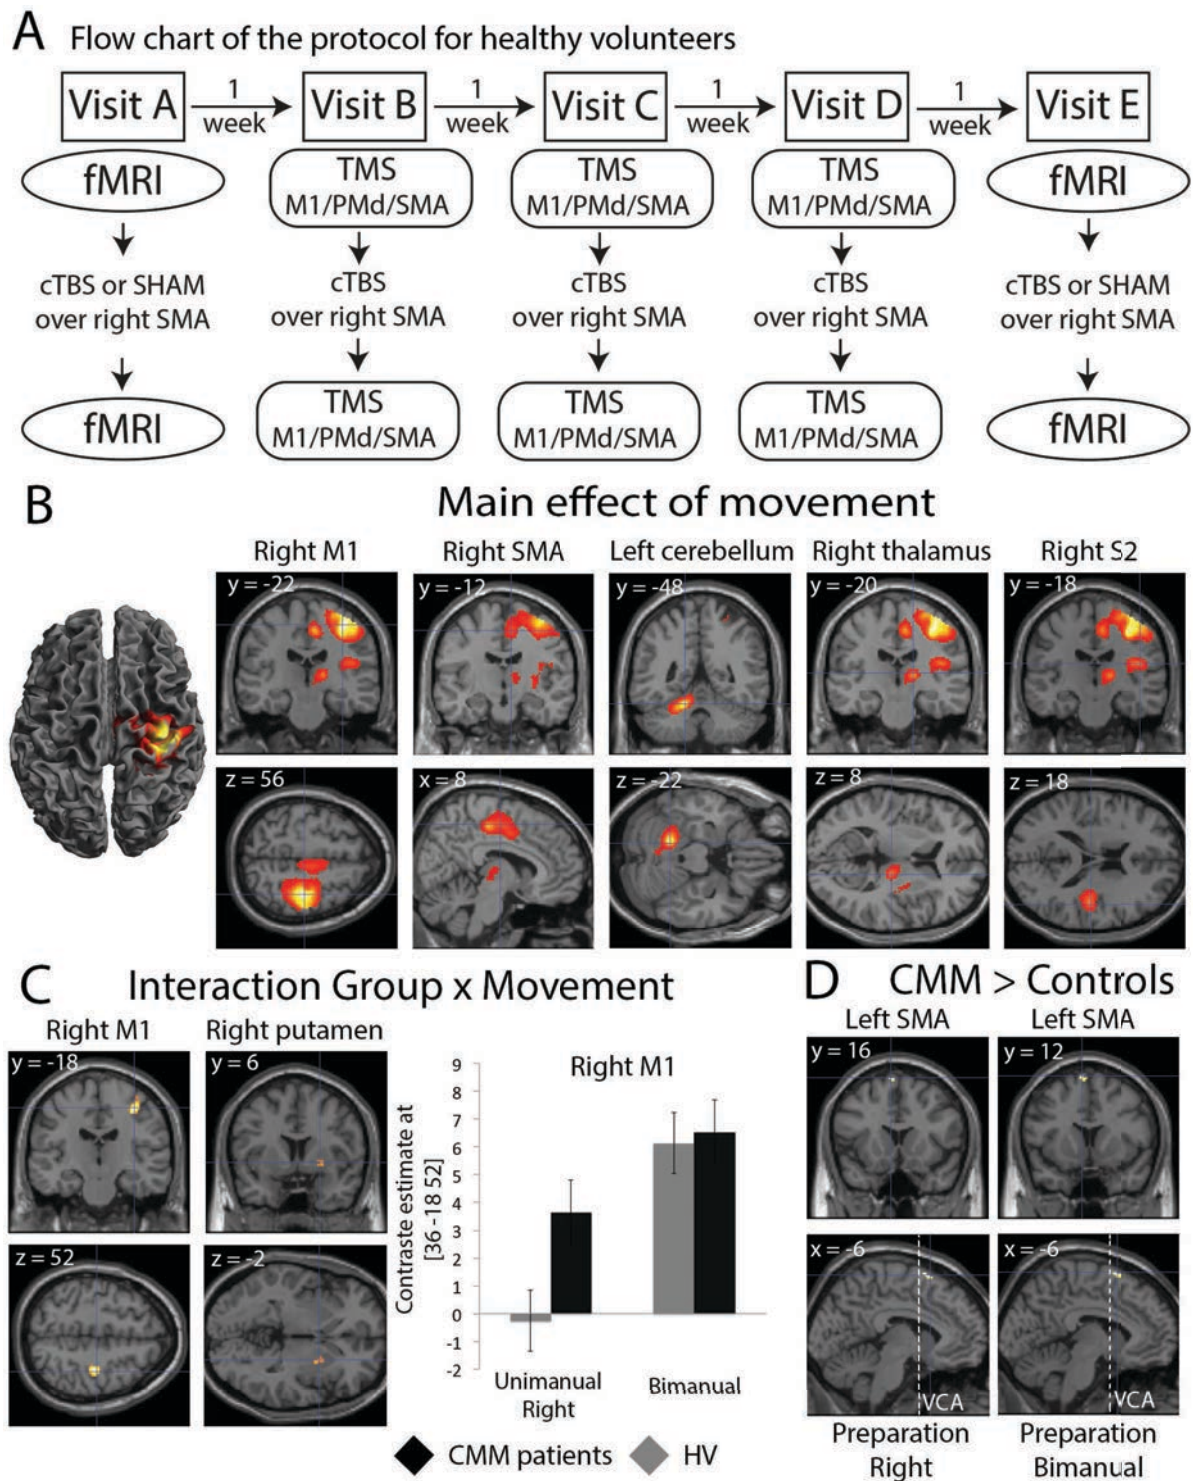 A Flow chart of the protocol for healthy volunteers
Visit A
1
week
Visit B
1
week
Visit C
1
week
Visit D
1
week
Visit E
fMRI
TMS
M1/PMd/SMA
TMS
M1/PMd/SMA
TMS
M1/PMd/SMA
fMRI
cTBS or SHAM
over right SMA
cTBS
over right SMA
cTBS
over right SMA
cTBS
over right SMA
cTBS or SHAM
over right SMA
fMRI
TMS
M1/PMd/SMA
TMS
M1/PMd/SMA
TMS
M1/PMd/SMA
fMRI
B Main effect of movement
Right M1
Right SMA
Left cerebellum
Right thalamus
Right S2
y = -22
y = -12
y = -48
y = -20
y = -18
z = 56
x = 8
z = -22
z = 8
z = 18
C Interaction Group x Movement
Right M1
Right putamen
y = -18
y = 6
z = 52
z = -2
Right M1
Contraste estimate at
[36 -18 52]
9
8
7
6
5
4
3
2
1
0
-1
-2
Unimanual
Right
Bimanual
CMM patients
HV
D CMM > Controls
Left SMA
Left SMA
y = 16
y = 12
x = -6
x = -6
VCA
VCA
Preparation
Right
Preparation
Bimanual